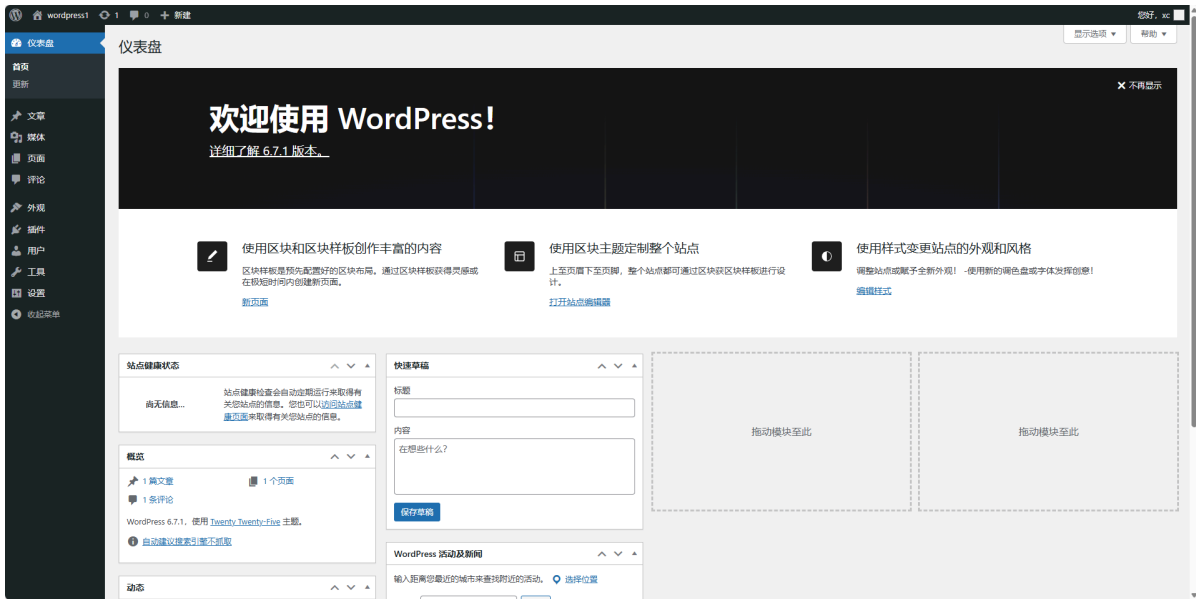 wordpress1 1 0 新建
您好，xc
仪表盘
首页
更新
文章
媒体
页面
评论
外观
插件
用户
工具
设置
收起菜单
仪表盘
显示选项
帮助
不再显示
欢迎使用 WordPress！
详细了解 6.7.1 版本。
使用区块和区块样板创作丰富的内容
区块样板是预先配置好的区块布局。通过区块样板获得灵感或
在极短时间内创建新页面。
新页面
使用区块主题定制整个站点
上至页眉下至页脚，整个站点都可通过区块获区块样板进行设
计。
打开站点编辑器
使用样式变更站点的外观和风格
调整站点或赋予全新外观！ -使用新的调色盘或字体发挥创意！
编辑样式
站点健康状态
尚无信息...
站点健康检查会自动定期运行来取得有
关您站点的信息。您也可以访问站点健
康页面来取得有关您站点的信息。
概览
1 篇文章
1 个页面
1 条评论
WordPress 6.7.1，使用 Twenty Twenty-Five 主题。
自动建议搜索引擎不抓取
动态
快速草稿
标题
内容
在想些什么？
保存草稿
WordPress 活动及新闻
输入距离您最近的城市来查找附近的活动。 选择位置
拖动模块至此
拖动模块至此